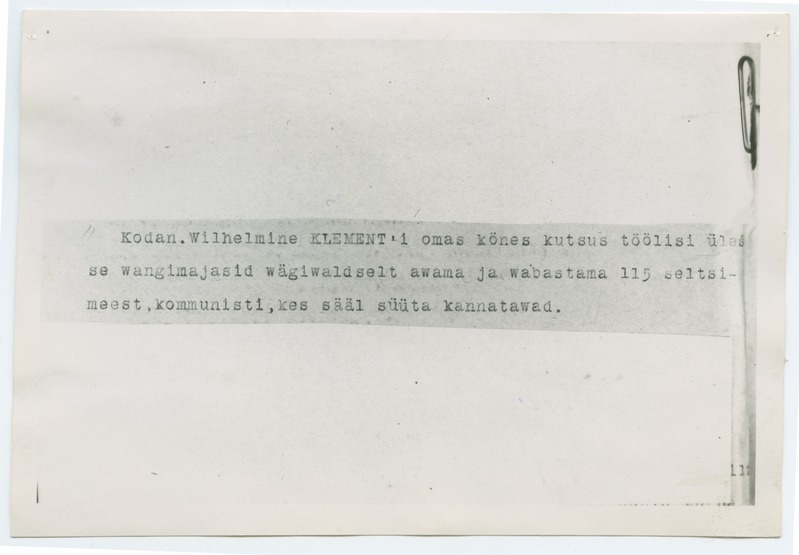 Kodan.Wilhelmine KLEMENT'i omas kõnes kutsus töölisi üles
se wangimajasid wägiwaldselt awama ja wabastama 115 seltsi-
meest,kommunisti,kes sääl süüta kannatawad.